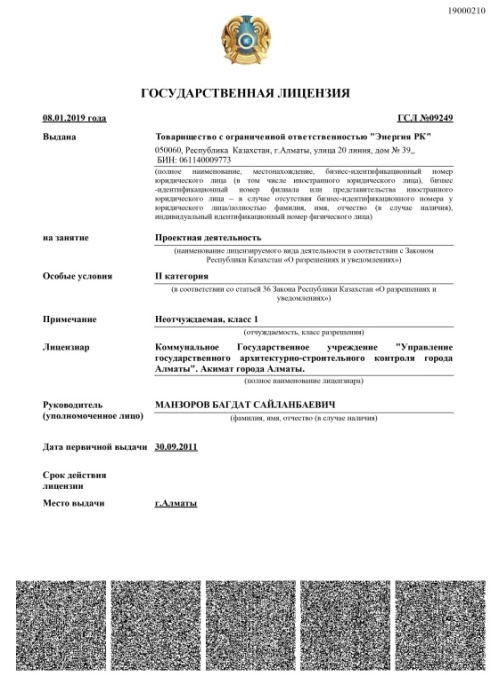 19000210
ГОСУДАРСТВЕННАЯ ЛИЦЕНЗИЯ
08.01.2019 года ГСЛ №09249
Выдана Товарищество с ограниченной ответственностью "Энергия РК"
050060, Республика Казахстан, г.Алматы, улица 20 линия, дом № 39,,
БИН: 061140009773
(полное наименование, местонахождение, бизнес-идентификационный номер
юридического лица (в том числе иностранного юридического лица), бизнес
-идентификационный номер филиала или представительства иностранного
юридического лица – в случае отсутствия бизнес-идентификационного номера у
юридического лица/полностью фамилия, имя, отчество (в случае наличия),
индивидуальный идентификационный номер физического лица)
на занятие Проектная деятельность
(наименование лицензируемого вида деятельности в соответствии с Законом
Республики Казахстан «О разрешениях и уведомлениях»)
Особые условия II категория
(в соответствии со статьей 36 Закона Республики Казахстан «О разрешениях и
уведомлениях»)
Примечание Неотчуждаемая, класс 1
(отчуждаемость, класс разрешения)
Лицензиар Коммунальное Государственное учреждение "Управление
государственного архитектурно-строительного контроля города
Алматы". Акимат города Алматы.
(полное наименование лицензиара)
Руководитель МАНЗОРОВ БАГДАТ САЙЛАНБАЕВИЧ
(уполномоченное лицо) (фамилия, имя, отчество (в случае наличия)
Дата первичной выдачи 30.09.2011
Срок действия
лицензии
Место выдачи г.Алматы